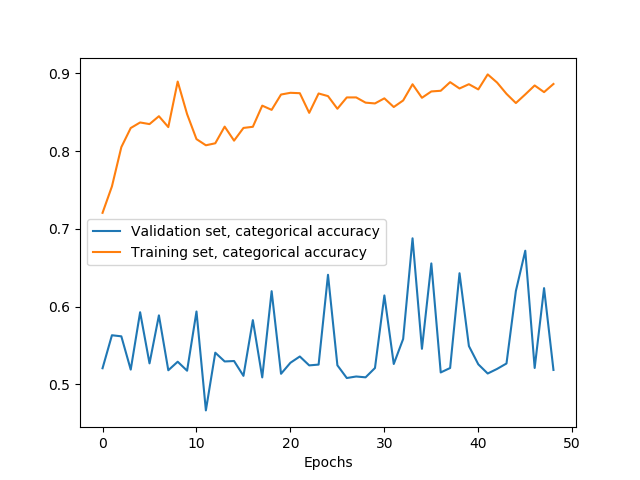 0.9
0.8
0.7
0.6
0.5
Validation set, categorical accuracy
Training set, categorical accuracy
0 10 20 30 40 50
Epochs